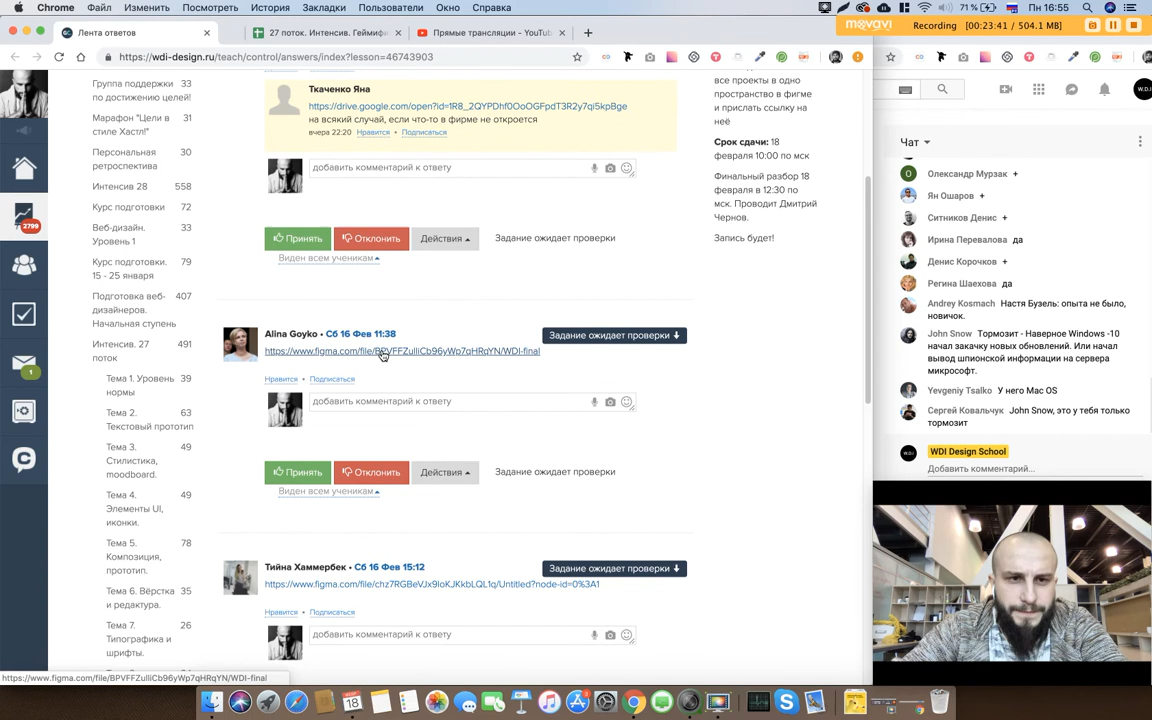 Chrome Файл Изменить Посмотреть История Закладки Пользователи Окно Справка
71 % Пн 16:55
movavi Recording [00:23:41 / 504.1 MB]
Лента ответов
27 поток. Интенсив. Геймифи
Прямые трансляции - YouTub
https://wdi-design.ru/teach/control/answers/index?lesson=46743903
Группа поддержки 33
по достижению целей!
Марафон "Цели в 31
стиле Хастл!"
Персональная 30
ретроспектива
Интенсив 28 558
Курс подготовки 72
Веб-дизайн. 33
Уровень 1
Курс подготовки. 79
15 - 25 января
Подготовка веб- 407
дизайнеров.
Начальная ступень
Интенсив. 27 491
поток
Тема 1. Уровень 39
нормы
Тема 2. 63
Текстовый прототип
Тема 3. 49
Стилистика,
moodboard.
Тема 4. 49
Элементы UI,
иконки.
Тема 5. 78
Композиция,
прототип.
Тема 6. Вёрстка 35
и редактура.
Тема 7. 26
Типографика и
шрифты.
2799
1
Ткаченко Яна
https://drive.google.com/open?id=1R8_2QYPDhf0OoOGFpdT3R2y7qi5kpBge
на всякий случай, если что-то в фирме не откроется
вчера 22:20 Нравится • Подписаться
добавить комментарий к ответу
Принять Отклонить Действия Задание ожидает проверки
Виден всем ученикам
Alina Goyko • Сб 16 Фев 11:38 Задание ожидает проверки
https://www.figma.com/file/BPVFFZulliCb96yWp7qHRqYN/WDI-final
Нравится • Подписаться
добавить комментарий к ответу
Принять Отклонить Действия Задание ожидает проверки
Виден всем ученикам
Тийна Хаммербек • Сб 16 Фев 15:12 Задание ожидает проверки
https://www.figma.com/file/chz7RGBeVJx9IoKJKkbLQL1q/Untitled?node-id=0%3A1
Нравится • Подписаться
добавить комментарий к ответу
все проекты в одно
пространство в фигме
и прислать ссылку на
неё
Срок сдачи: 18
февраля 10:00 по мск
Финальный разбор 18
февраля в 12:30 по
мск. Проводит Дмитрий
Чернов.
Запись будет!
Чат
Олександр Мурзак +
Ян Ошаров +
Ситников Денис +
Ирина Перевалова да
Денис Корочков +
Регина Шаехова да
Andrey Kosmach Настя Бузель: опыта не было,
новичок.
John Snow Тормозит - Наверное Windows -10
начал закачку новых обновлений. Или начал
вывод шпионской информации на сервера
микрософт.
Yevgeniy Tsalko У него Mac OS
Сергей Ковальчук John Snow, это у тебя только
тормозит
WDI Design School
Добавить комментарий...
https://www.figma.com/file/BPVFFZulliCb96yWp7qHRqYN/WDI-final